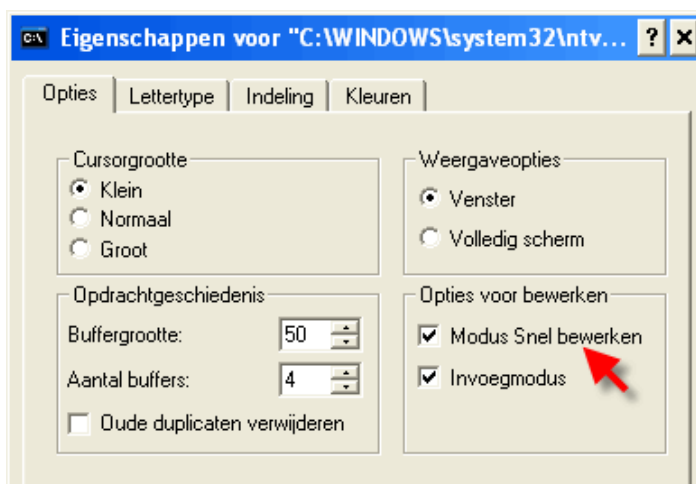 C:\ Eigenschappen voor "C:\WINDOWS\system32\ntv... ? ×
Opties Lettertype Indeling Kleuren
Cursorgrootte
Klein
Normaal
Groot
Weergaveopties
Venster
Volledig scherm
Opdrachtgeschiedenis
Buffergrootte: 50
Aantal buffers: 4
Oude duplicaten verwijderen
Opties voor bewerken
Modus Snel bewerken
Invoegmodus